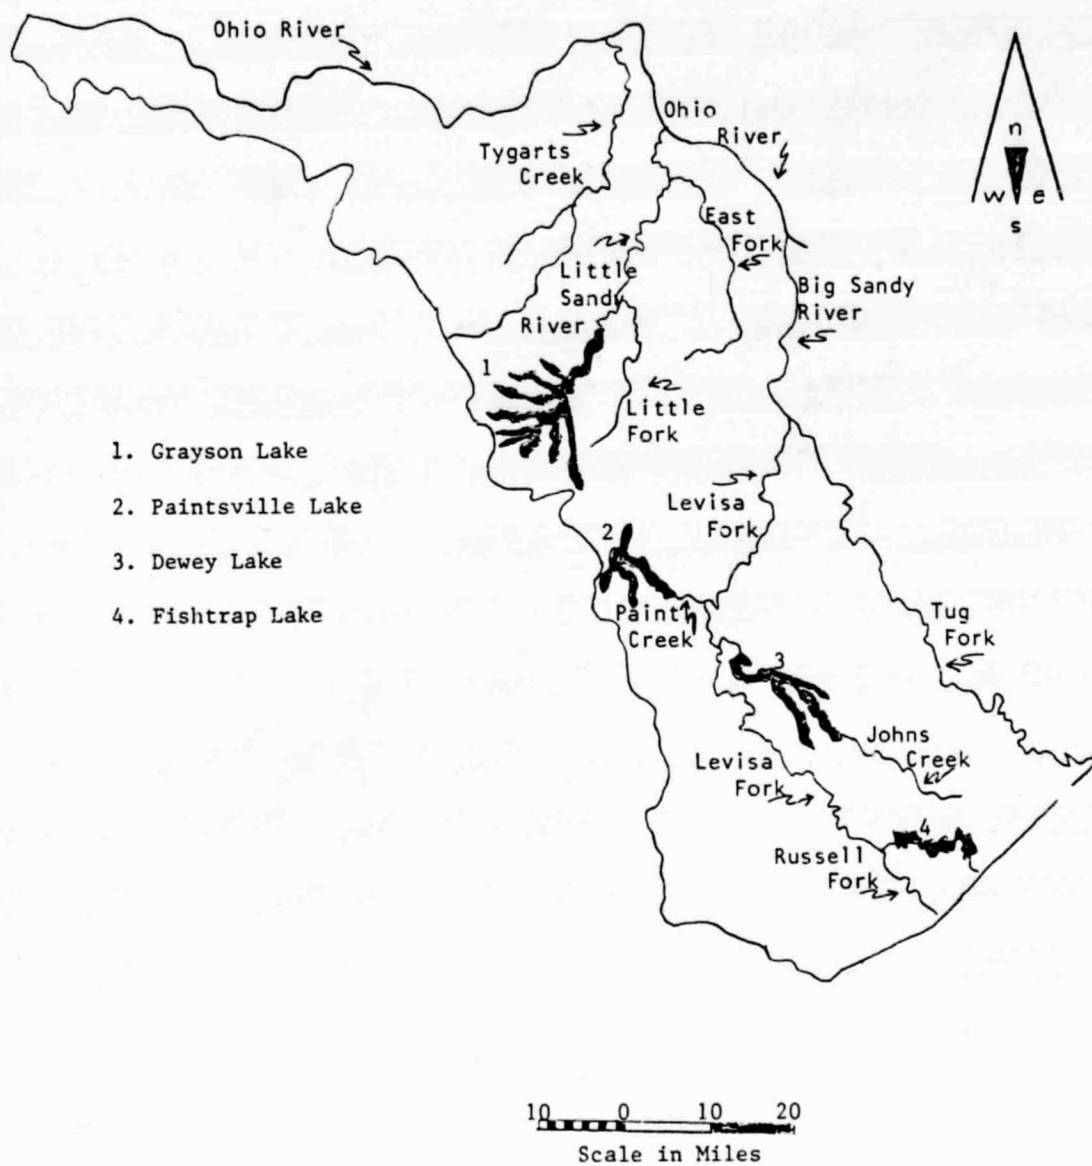 Ohio River
Ohio
River
Tygarts
Creek
n
w e
s
East
Fork
Little
Sandy
River
Big Sandy
River
1
Little
Fork
1. Grayson Lake
2. Paintsville Lake
3. Dewey Lake
4. Fishtrap Lake
Levisa
Fork
2
Paint
Creek
Tug
Fork
3
Johns
Creek
Levisa
Fork
4
Russell
Fork
10 0 10 20
Scale in Miles